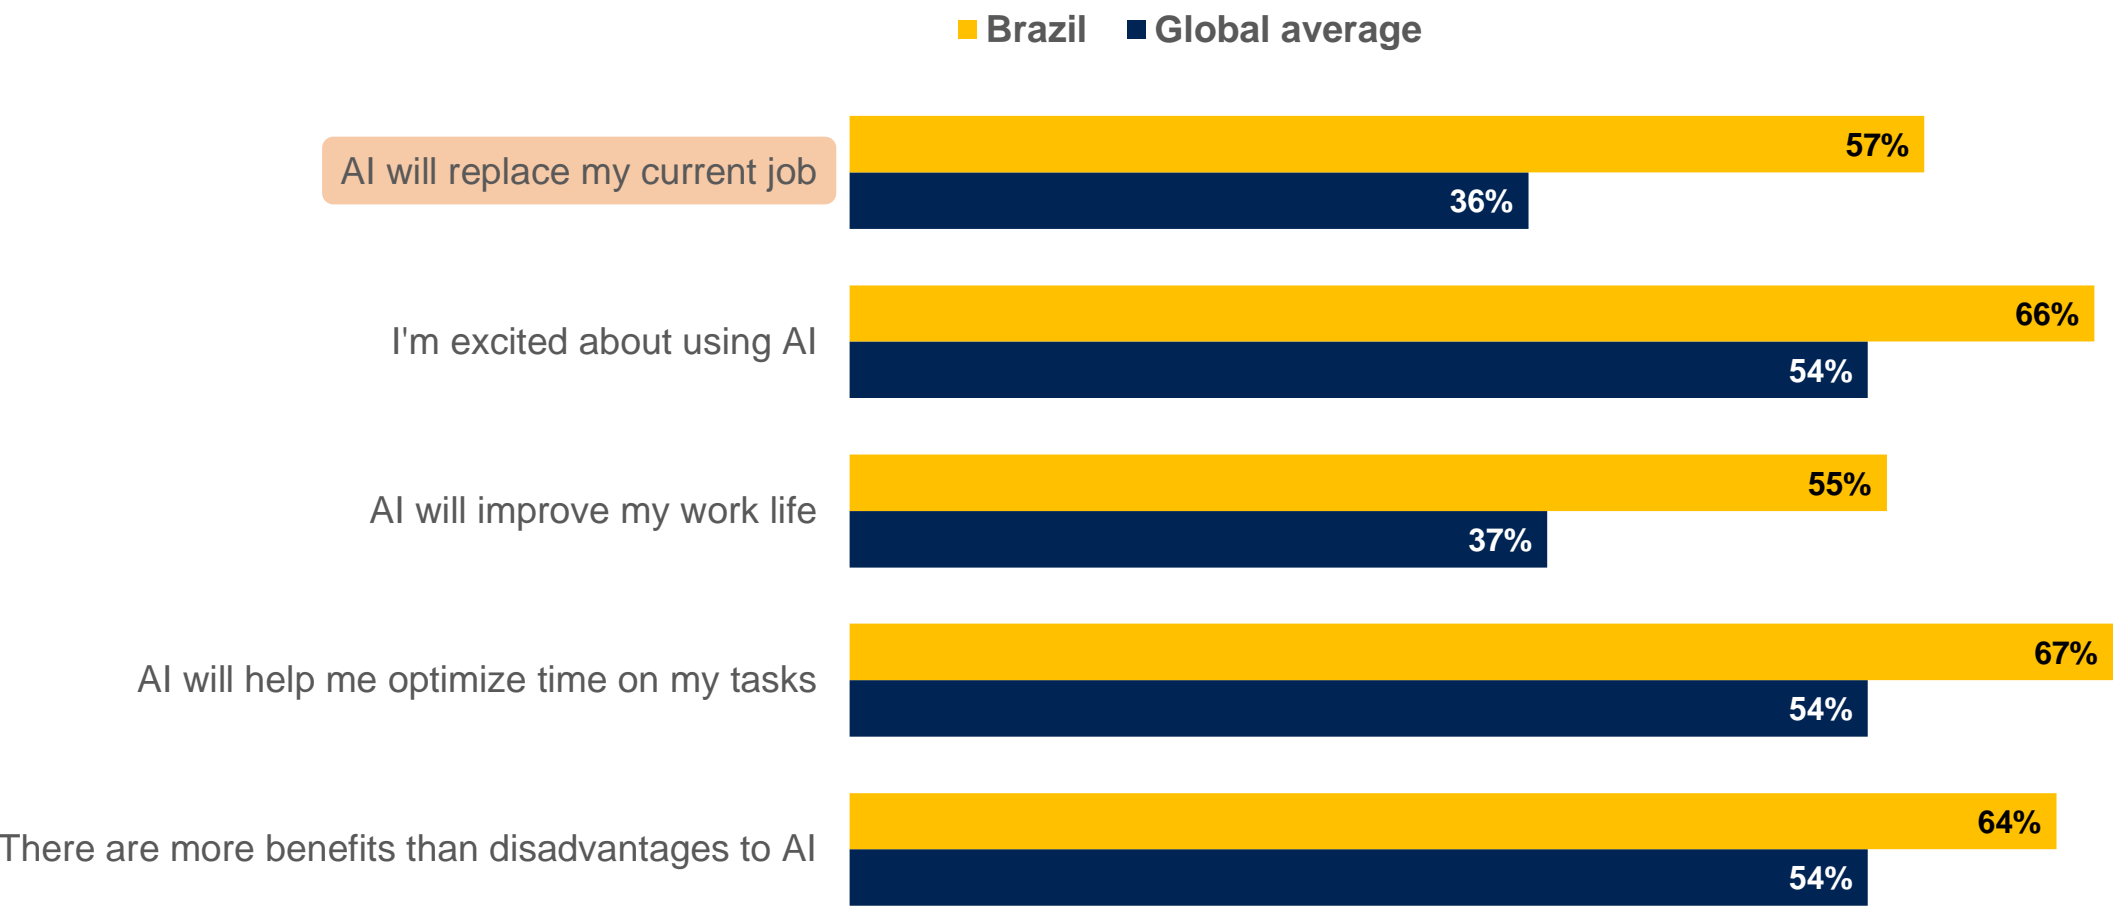 Brazil Global average
AI will replace my current job
57%
36%
I'm excited about using AI
66%
54%
AI will improve my work life
55%
37%
AI will help me optimize time on my tasks
67%
54%
There are more benefits than disadvantages to AI
64%
54%